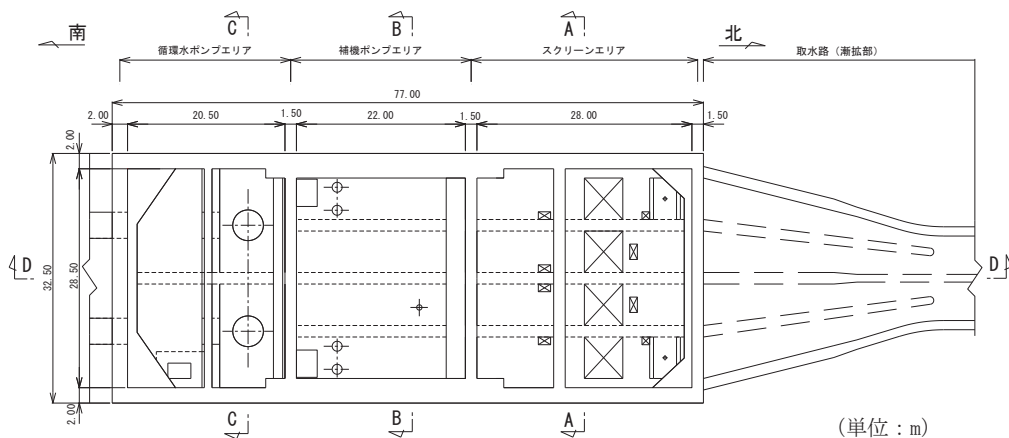 C B A
南 北
循環水ポンプエリア 補機ポンプエリア スクリーンエリア 取水路（漸拡部）
77.00
2.00 20.50 1.50 22.00 1.50 28.00 1.50
2.00
32.50
28.50
2.00
D D
C B A
(単位：m)